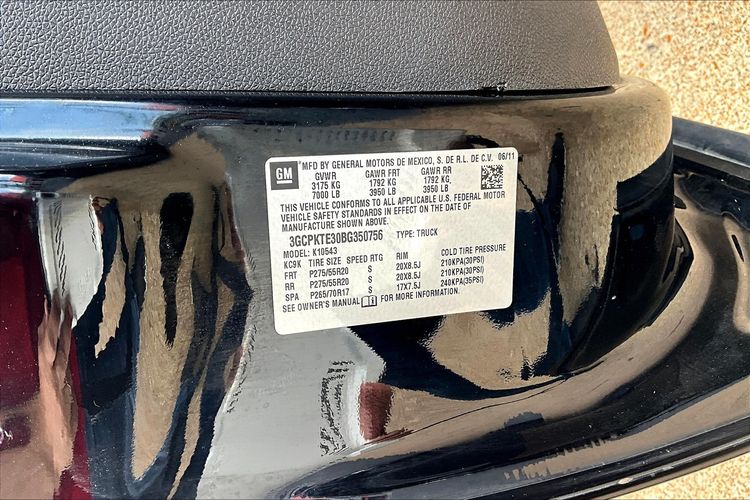 GM MFD BY GENERAL MOTORS DE MEXICO, S. DE R.L. DE C.V. 06/11
GVWR GAWR FRT GAWR RR
3175 KG 1792 KG 1792 KG
7000 LB 3950 LB 3950 LB
THIS VEHICLE CONFORMS TO ALL APPLICABLE U.S. FEDERAL MOTOR
VEHICLE SAFETY STANDARDS IN EFFECT ON THE DATE OF
MANUFACTURE SHOWN ABOVE.
3GCPKTE30BG350756 TYPE: TRUCK
MODEL: K10543
KC9K TIRE SIZE SPEED RTG RIM COLD TIRE PRESSURE
FRT P275/55R20 S 20X8.5J 210KPA(30PSI)
RR P275/55R20 S 20X8.5J 210KPA(30PSI)
SPA P265/70R17 S 17X7.5J 240KPA(35PSI)
SEE OWNER'S MANUAL FOR MORE INFORMATION.